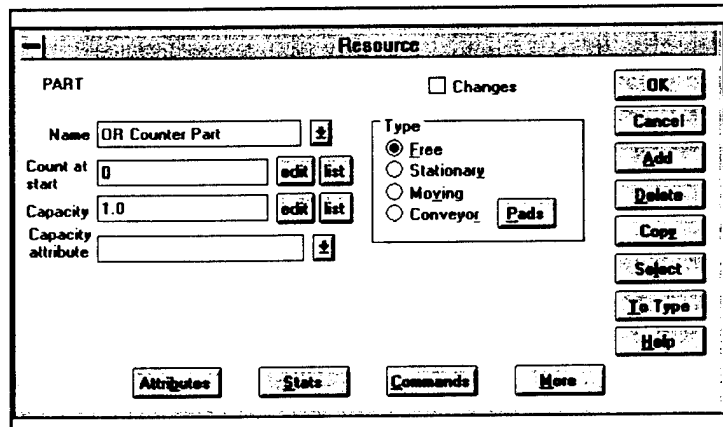 Resource
PART
Changes
Name OR Counter Part
Count at start 0 edit list
Capacity 1.0 edit list
Capacity attribute
Type
Free
Stationary
Moving
Conveyor Pads
OK
Cancel
Add
Delete
Copy
Select
To Type
Help
Attributes Stats Commands More